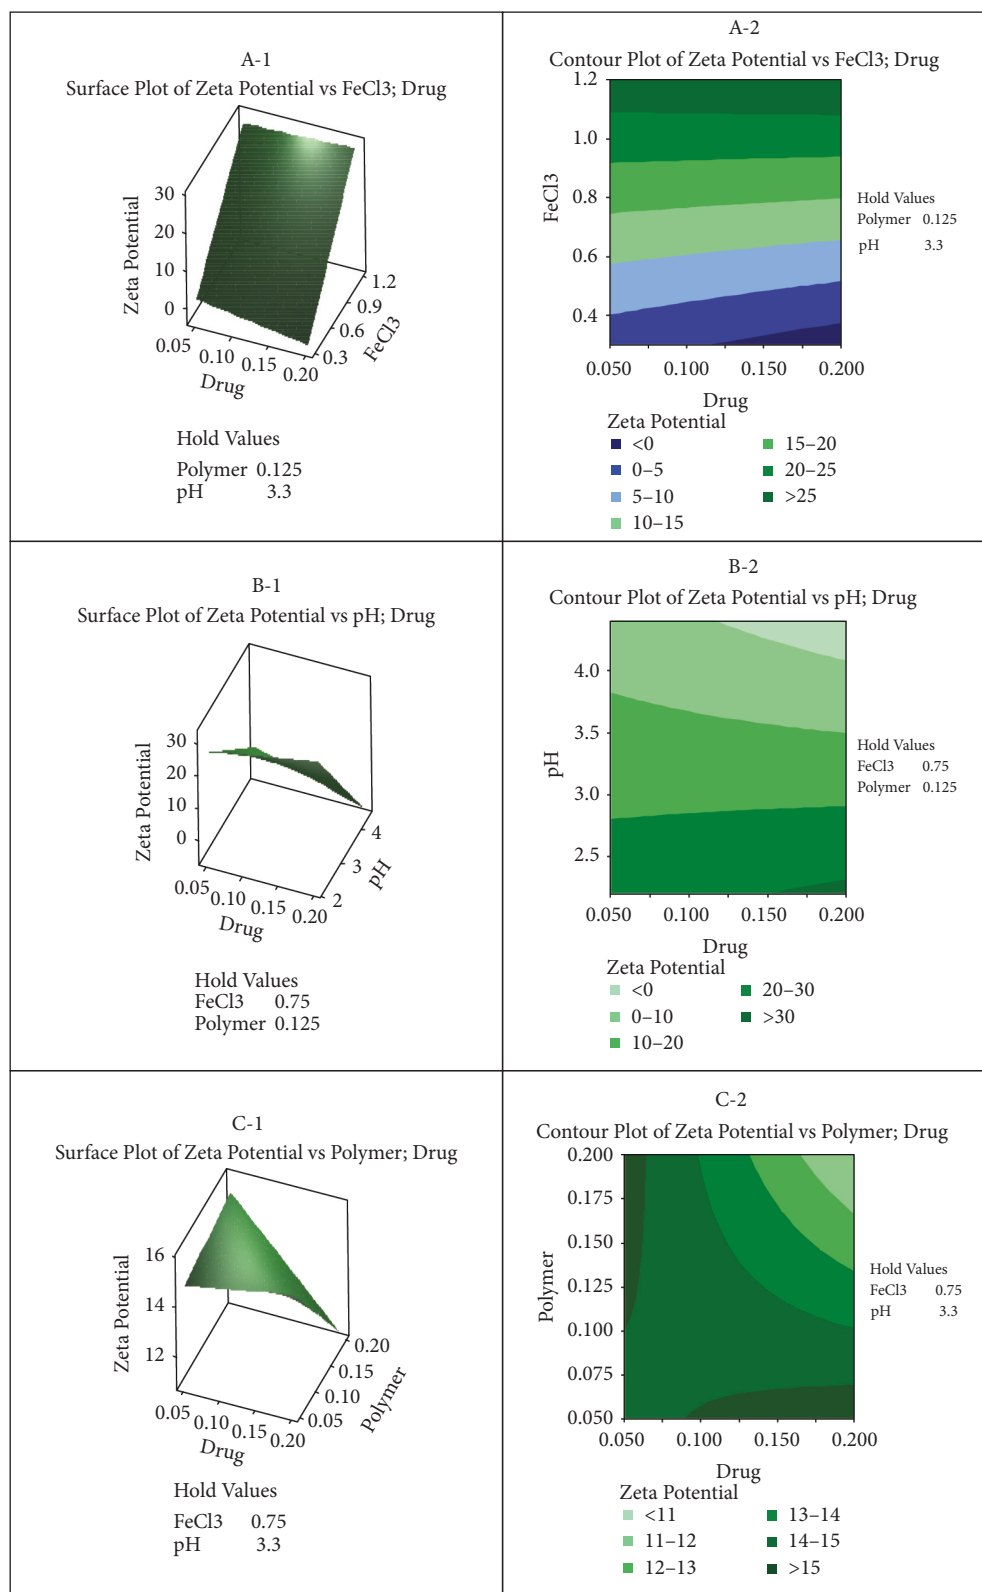 A-1
Surface Plot of Zeta Potential vs FeCl3; Drug
Zeta Potential
30
20
10
0
0.05
0.10
0.15
0.20
Drug
0.3
0.6
0.9
1.2
FeCl3
Hold Values
Polymer 0.125
pH 3.3
A-2
Contour Plot of Zeta Potential vs FeCl3; Drug
FeCl3
1.2
1.0
0.8
0.6
0.4
0.050 0.100 0.150 0.200
Drug
Hold Values
Polymer 0.125
pH 3.3
Zeta Potential
<0
0–5
5–10
10–15
15–20
20–25
>25
B-1
Surface Plot of Zeta Potential vs pH; Drug
Zeta Potential
30
20
10
0
0.05
0.10
0.15
0.20
Drug
2
3
4
pH
Hold Values
FeCl3 0.75
Polymer 0.125
B-2
Contour Plot of Zeta Potential vs pH; Drug
pH
4.0
3.5
3.0
2.5
0.050 0.100 0.150 0.200
Drug
Hold Values
FeCl3 0.75
Polymer 0.125
Zeta Potential
<0
0–10
10–20
20–30
>30
C-1
Surface Plot of Zeta Potential vs Polymer; Drug
Zeta Potential
16
14
12
0.05
0.10
0.15
0.20
Drug
0.05
0.10
0.15
0.20
Polymer
Hold Values
FeCl3 0.75
pH 3.3
C-2
Contour Plot of Zeta Potential vs Polymer; Drug
Polymer
0.200
0.175
0.150
0.125
0.100
0.075
0.050
0.050 0.100 0.150 0.200
Drug
Hold Values
FeCl3 0.75
pH 3.3
Zeta Potential
<11
11–12
12–13
13–14
14–15
>15